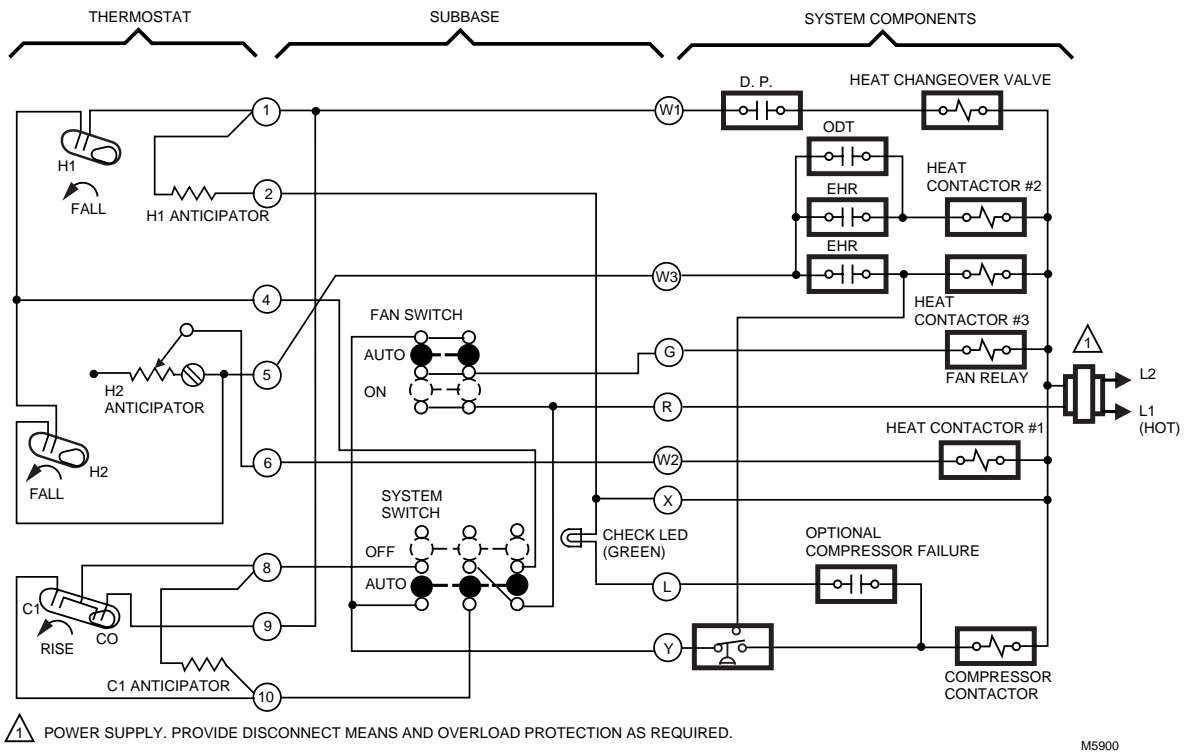 THERMOSTAT
SUBBASE
SYSTEM COMPONENTS
D. P.
HEAT CHANGEOVER VALVE
1
W1
ODT
H1
FALL
H1 ANTICIPATOR
2
EHR
HEAT
CONTACTOR #2
EHR
W3
4
HEAT
CONTACTOR #3
FAN SWITCH
AUTO
ON
G
FAN RELAY
1
L2
L1
(HOT)
H2
ANTICIPATOR
5
R
HEAT CONTACTOR #1
H2
FALL
6
W2
SYSTEM
SWITCH
OFF
AUTO
X
CHECK LED
(GREEN)
OPTIONAL
COMPRESSOR FAILURE
8
L
C1
CO
RISE
9
Y
C1 ANTICIPATOR
10
COMPRESSOR
CONTACTOR
1 POWER SUPPLY. PROVIDE DISCONNECT MEANS AND OVERLOAD PROTECTION AS REQUIRED.
M5900